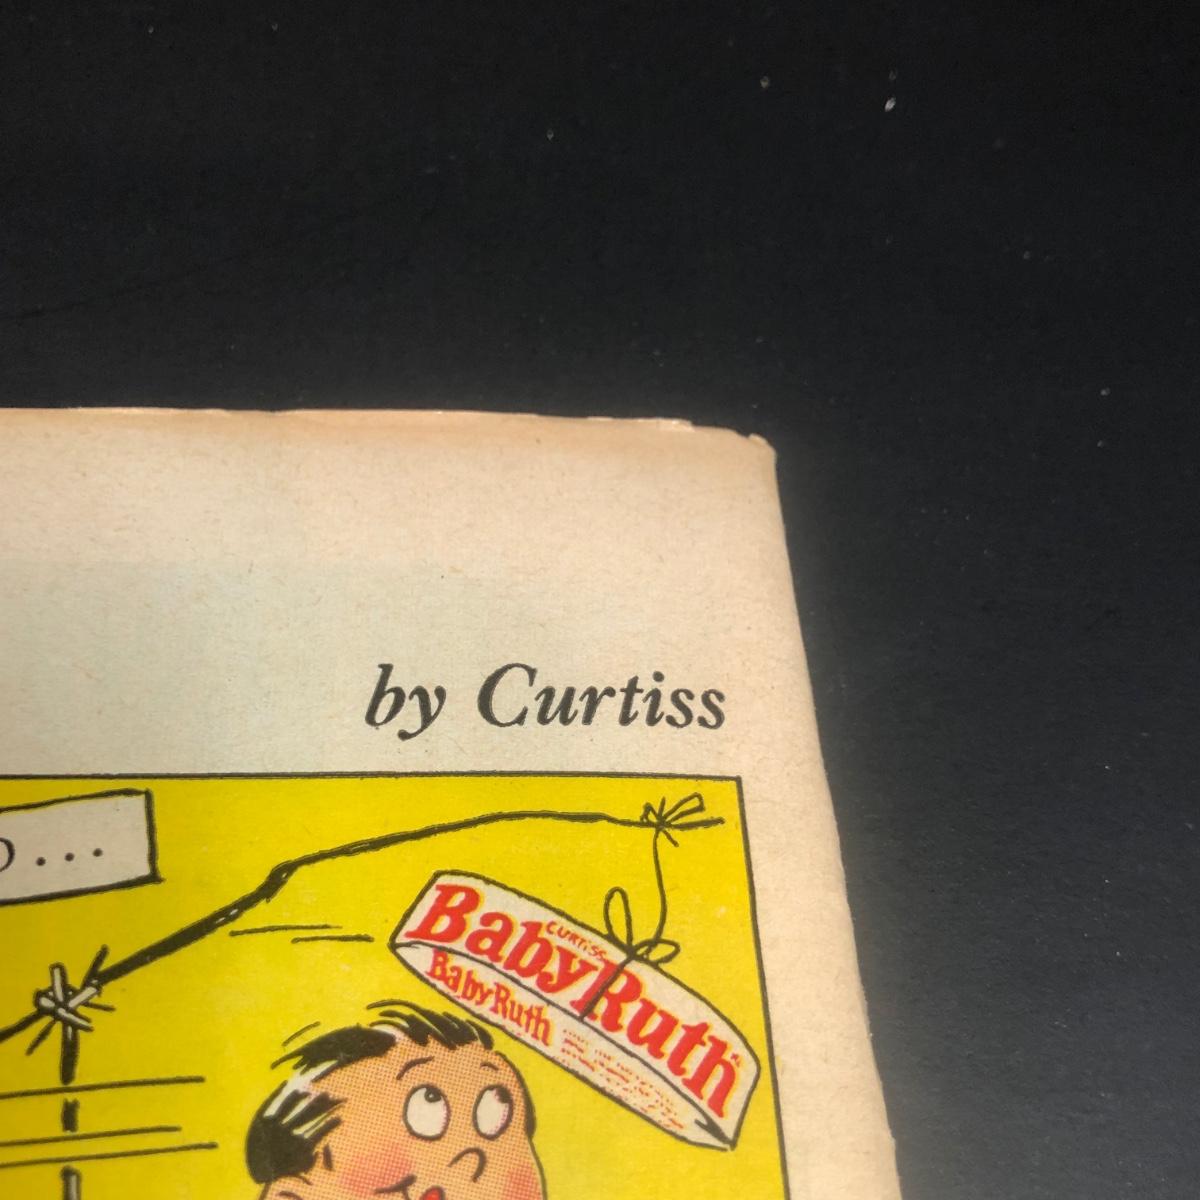 by Curtiss
...
CURTISS
Baby Ruth
Baby Ruth